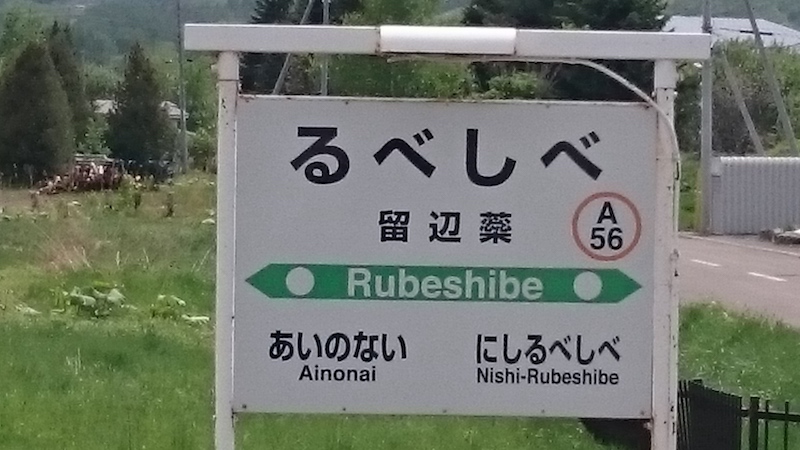 るべしべ
留辺蘂
A
56
Rubeshibe
あいのない にしるべしべ
Ainonai Nishi-Rubeshibe